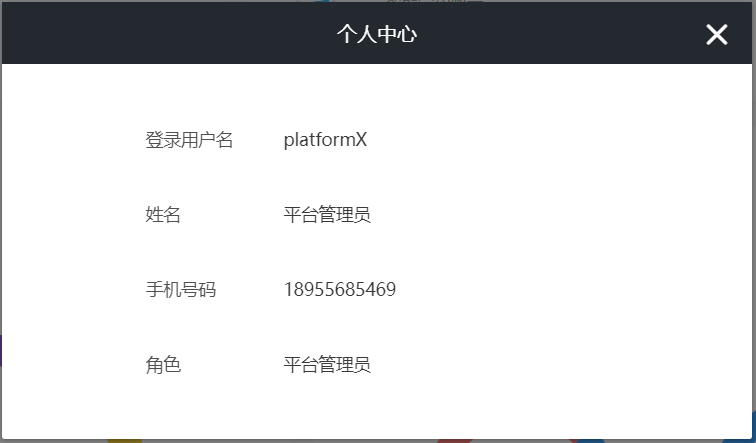 个人中心
登录用户名 platformX
姓名 平台管理员
手机号码 18955685469
角色 平台管理员